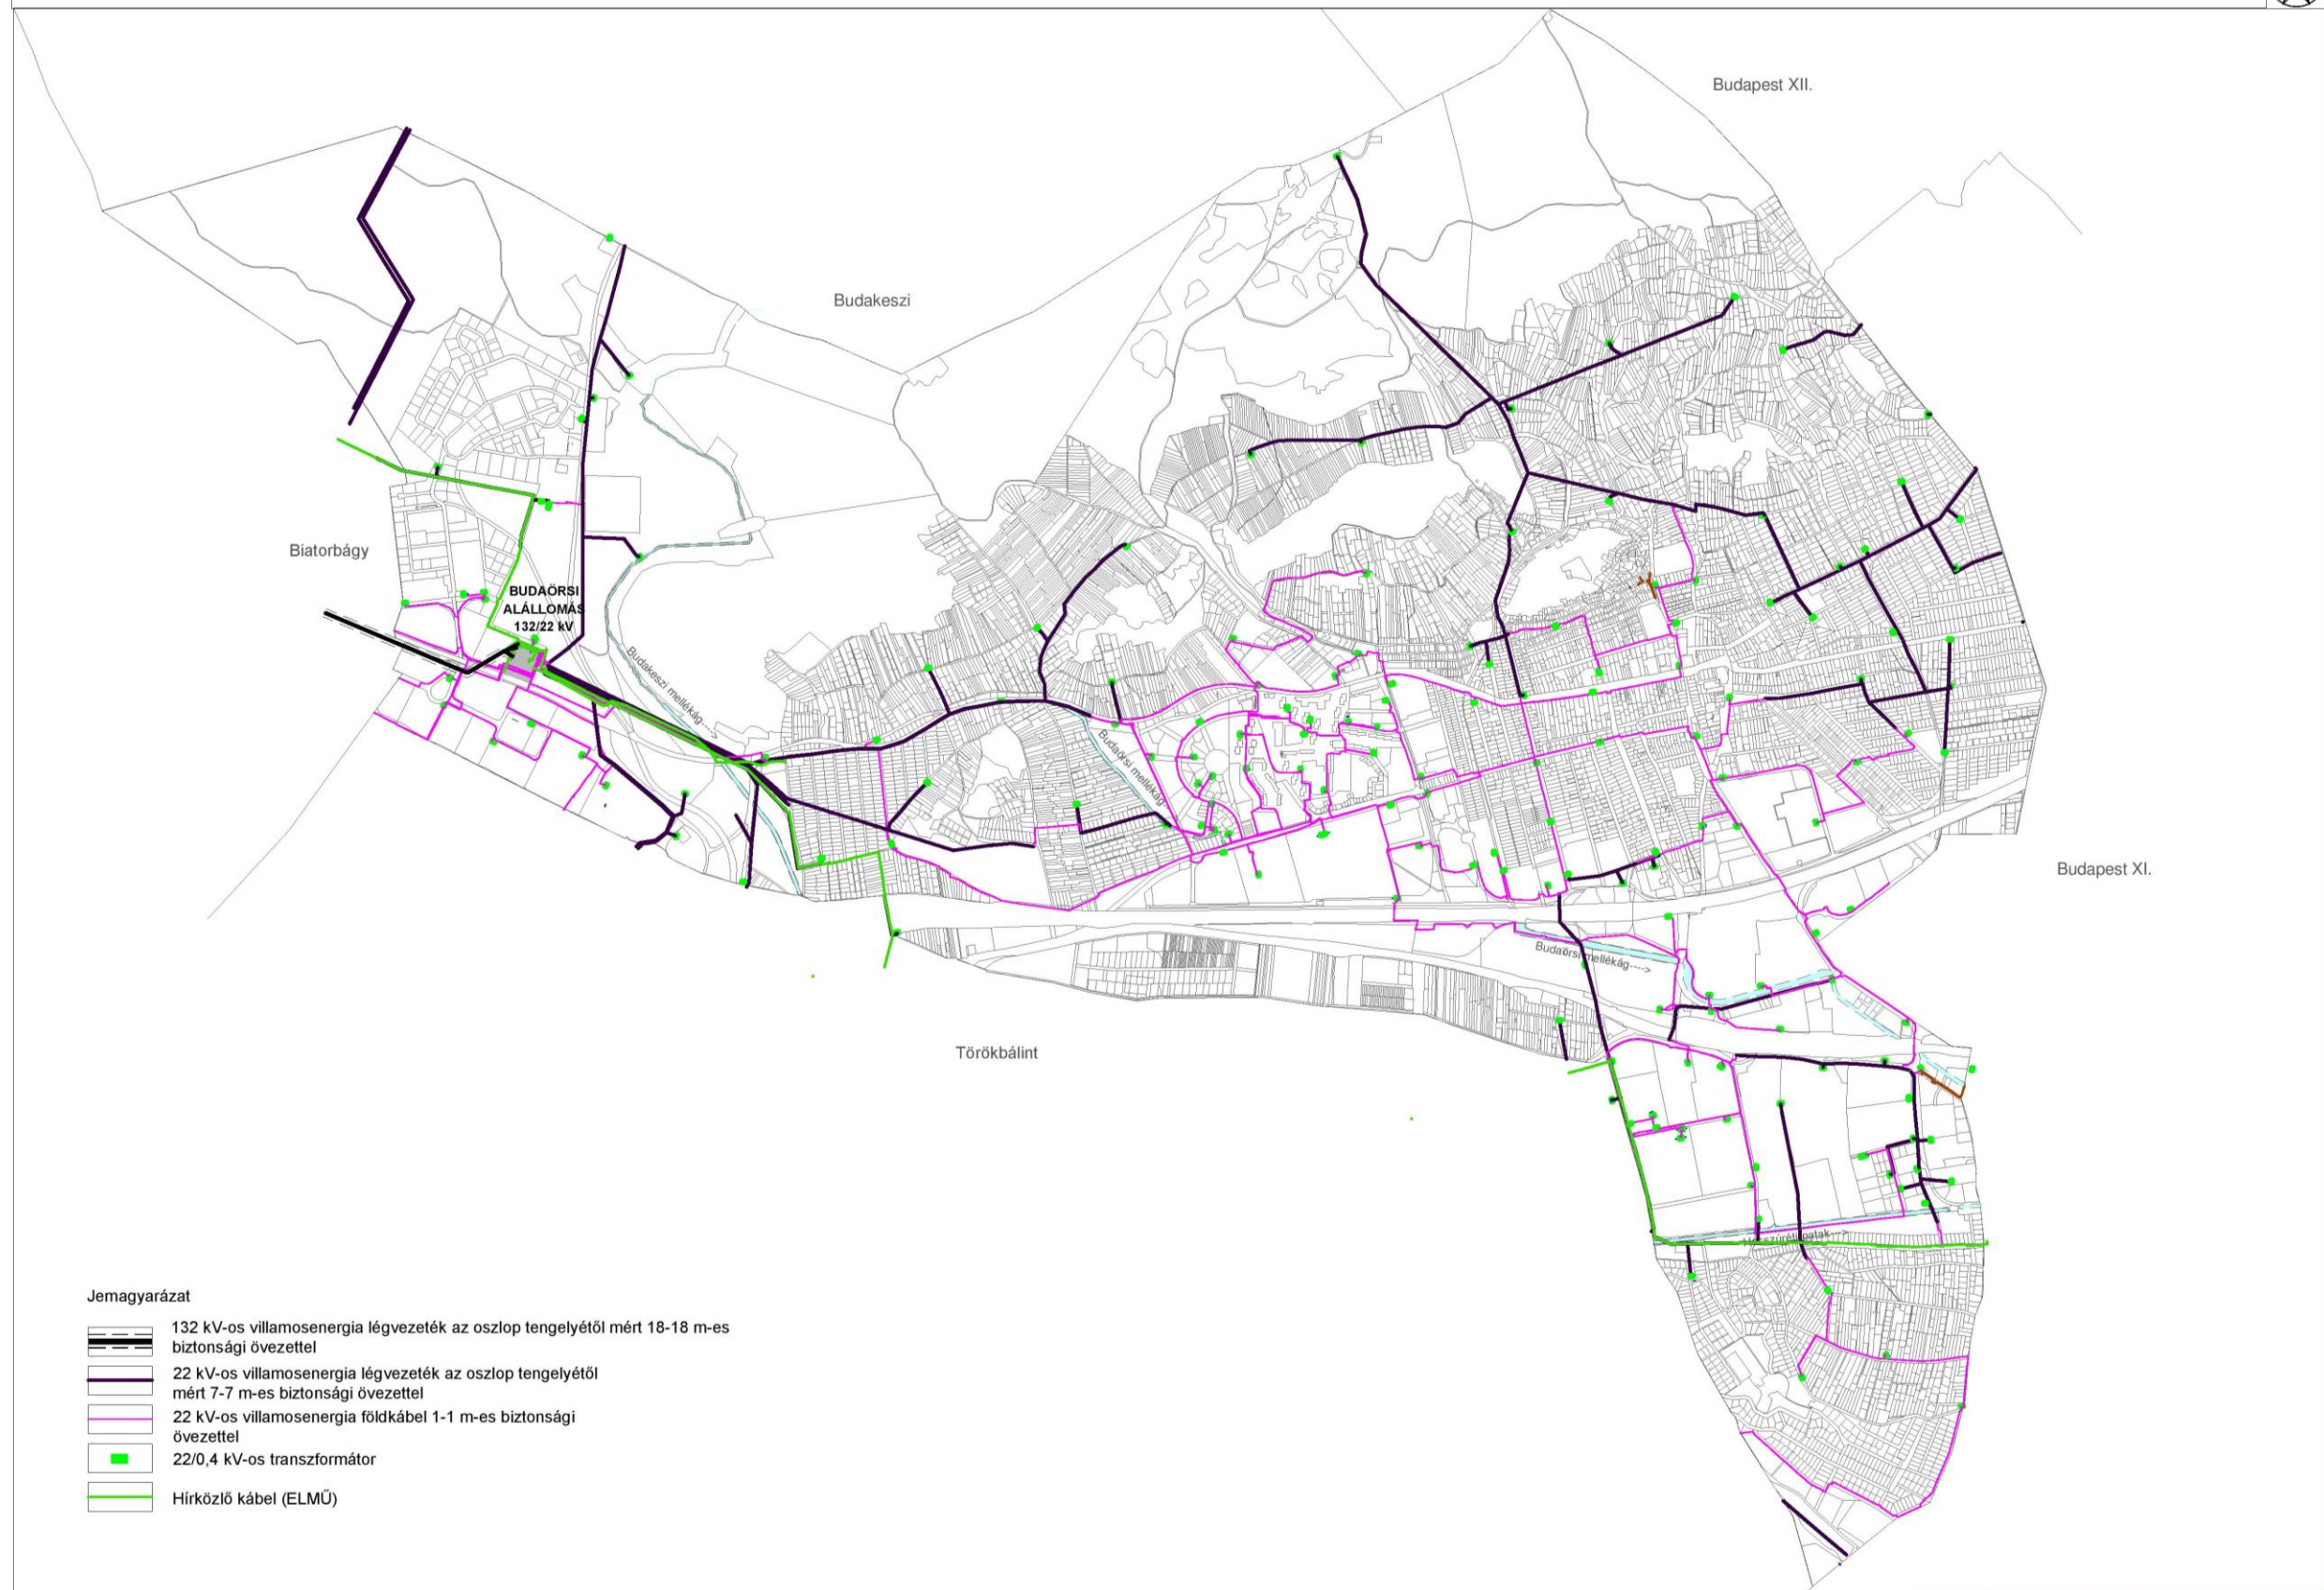 Budapest XII.
Budakeszi
Biatorbágy
BUDAÖRSI
ALÁLLOMÁS
132/22 kV
Budakeszi mellékág---->
Budaörsi mellékág
Budapest XI.
Budaörsi mellékág---->
Törökbálint
Hosszúréti patak--->
Jemagyarázat
132 kV-os villamosenergia légvezeték az oszlop tengelyétől mért 18-18 m-es
biztonsági övezettel
22 kV-os villamosenergia légvezeték az oszlop tengelyétől
mért 7-7 m-es biztonsági övezettel
22 kV-os villamosenergia földkábel 1-1 m-es biztonsági
övezettel
22/0,4 kV-os transzformátor
Hírközlő kábel (ELMŰ)